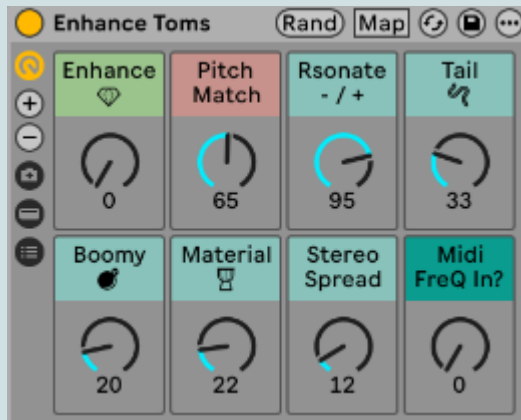 Enhance Toms Rand Map
Enhance Pitch Rsonate Tail
Match - / +
0 65 95 33
Boomy Material Stereo Midi
Spread FreQ In?
20 22 12 0